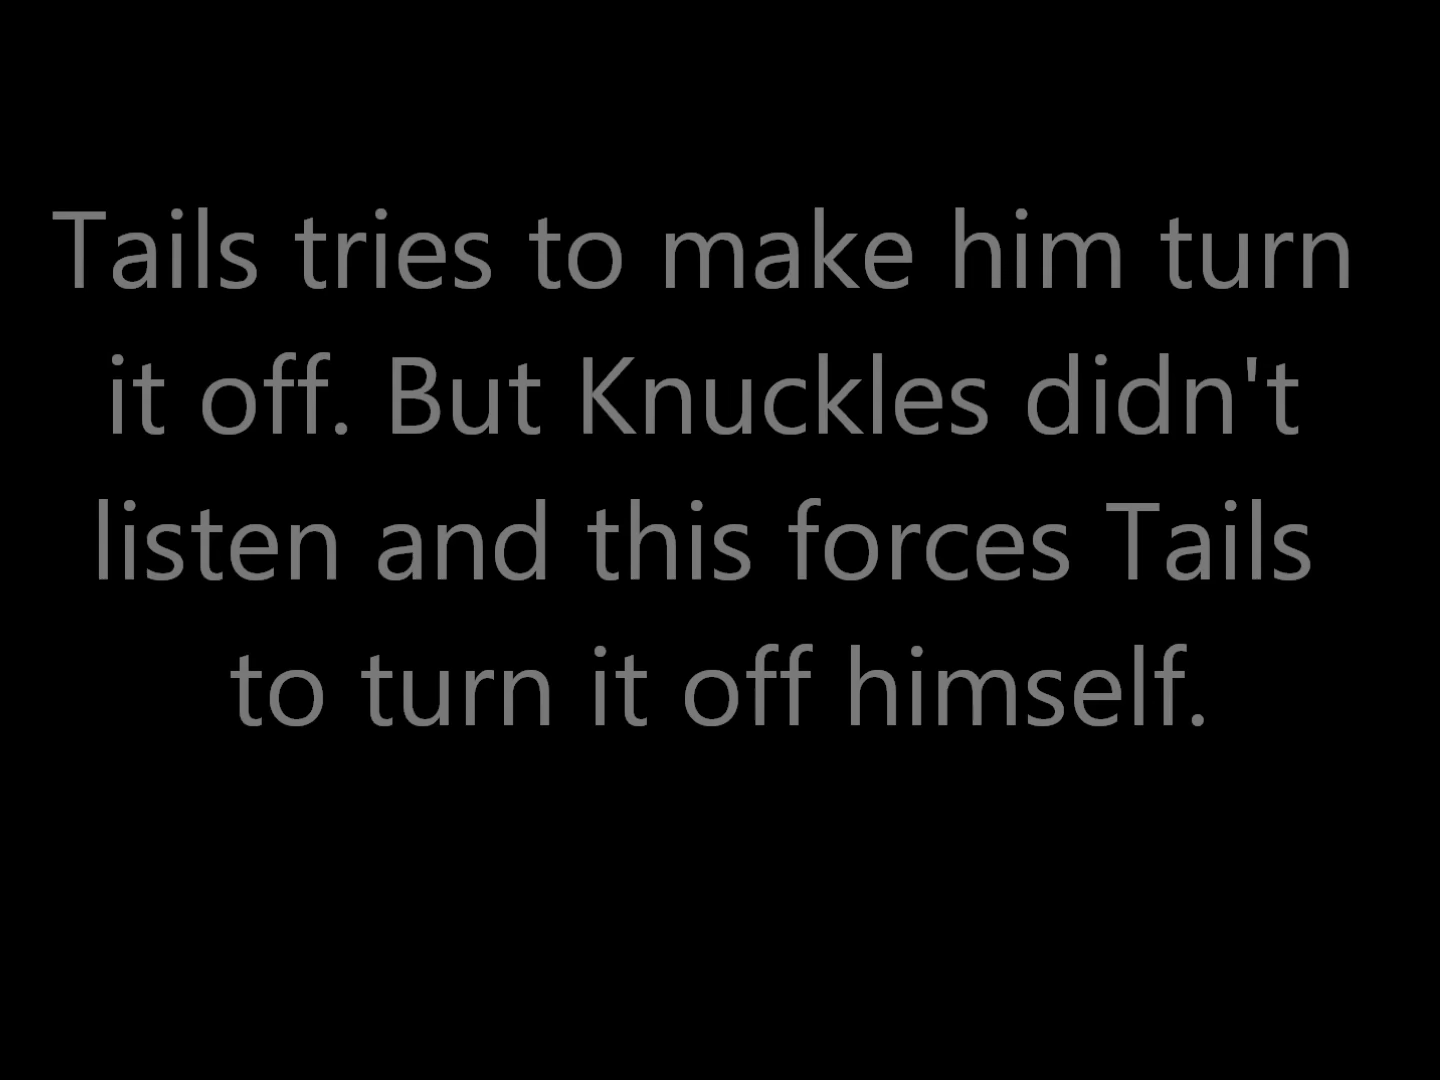 Tails tries to make him turn
it off. But Knuckles didn't
listen and this forces Tails
to turn it off himself.